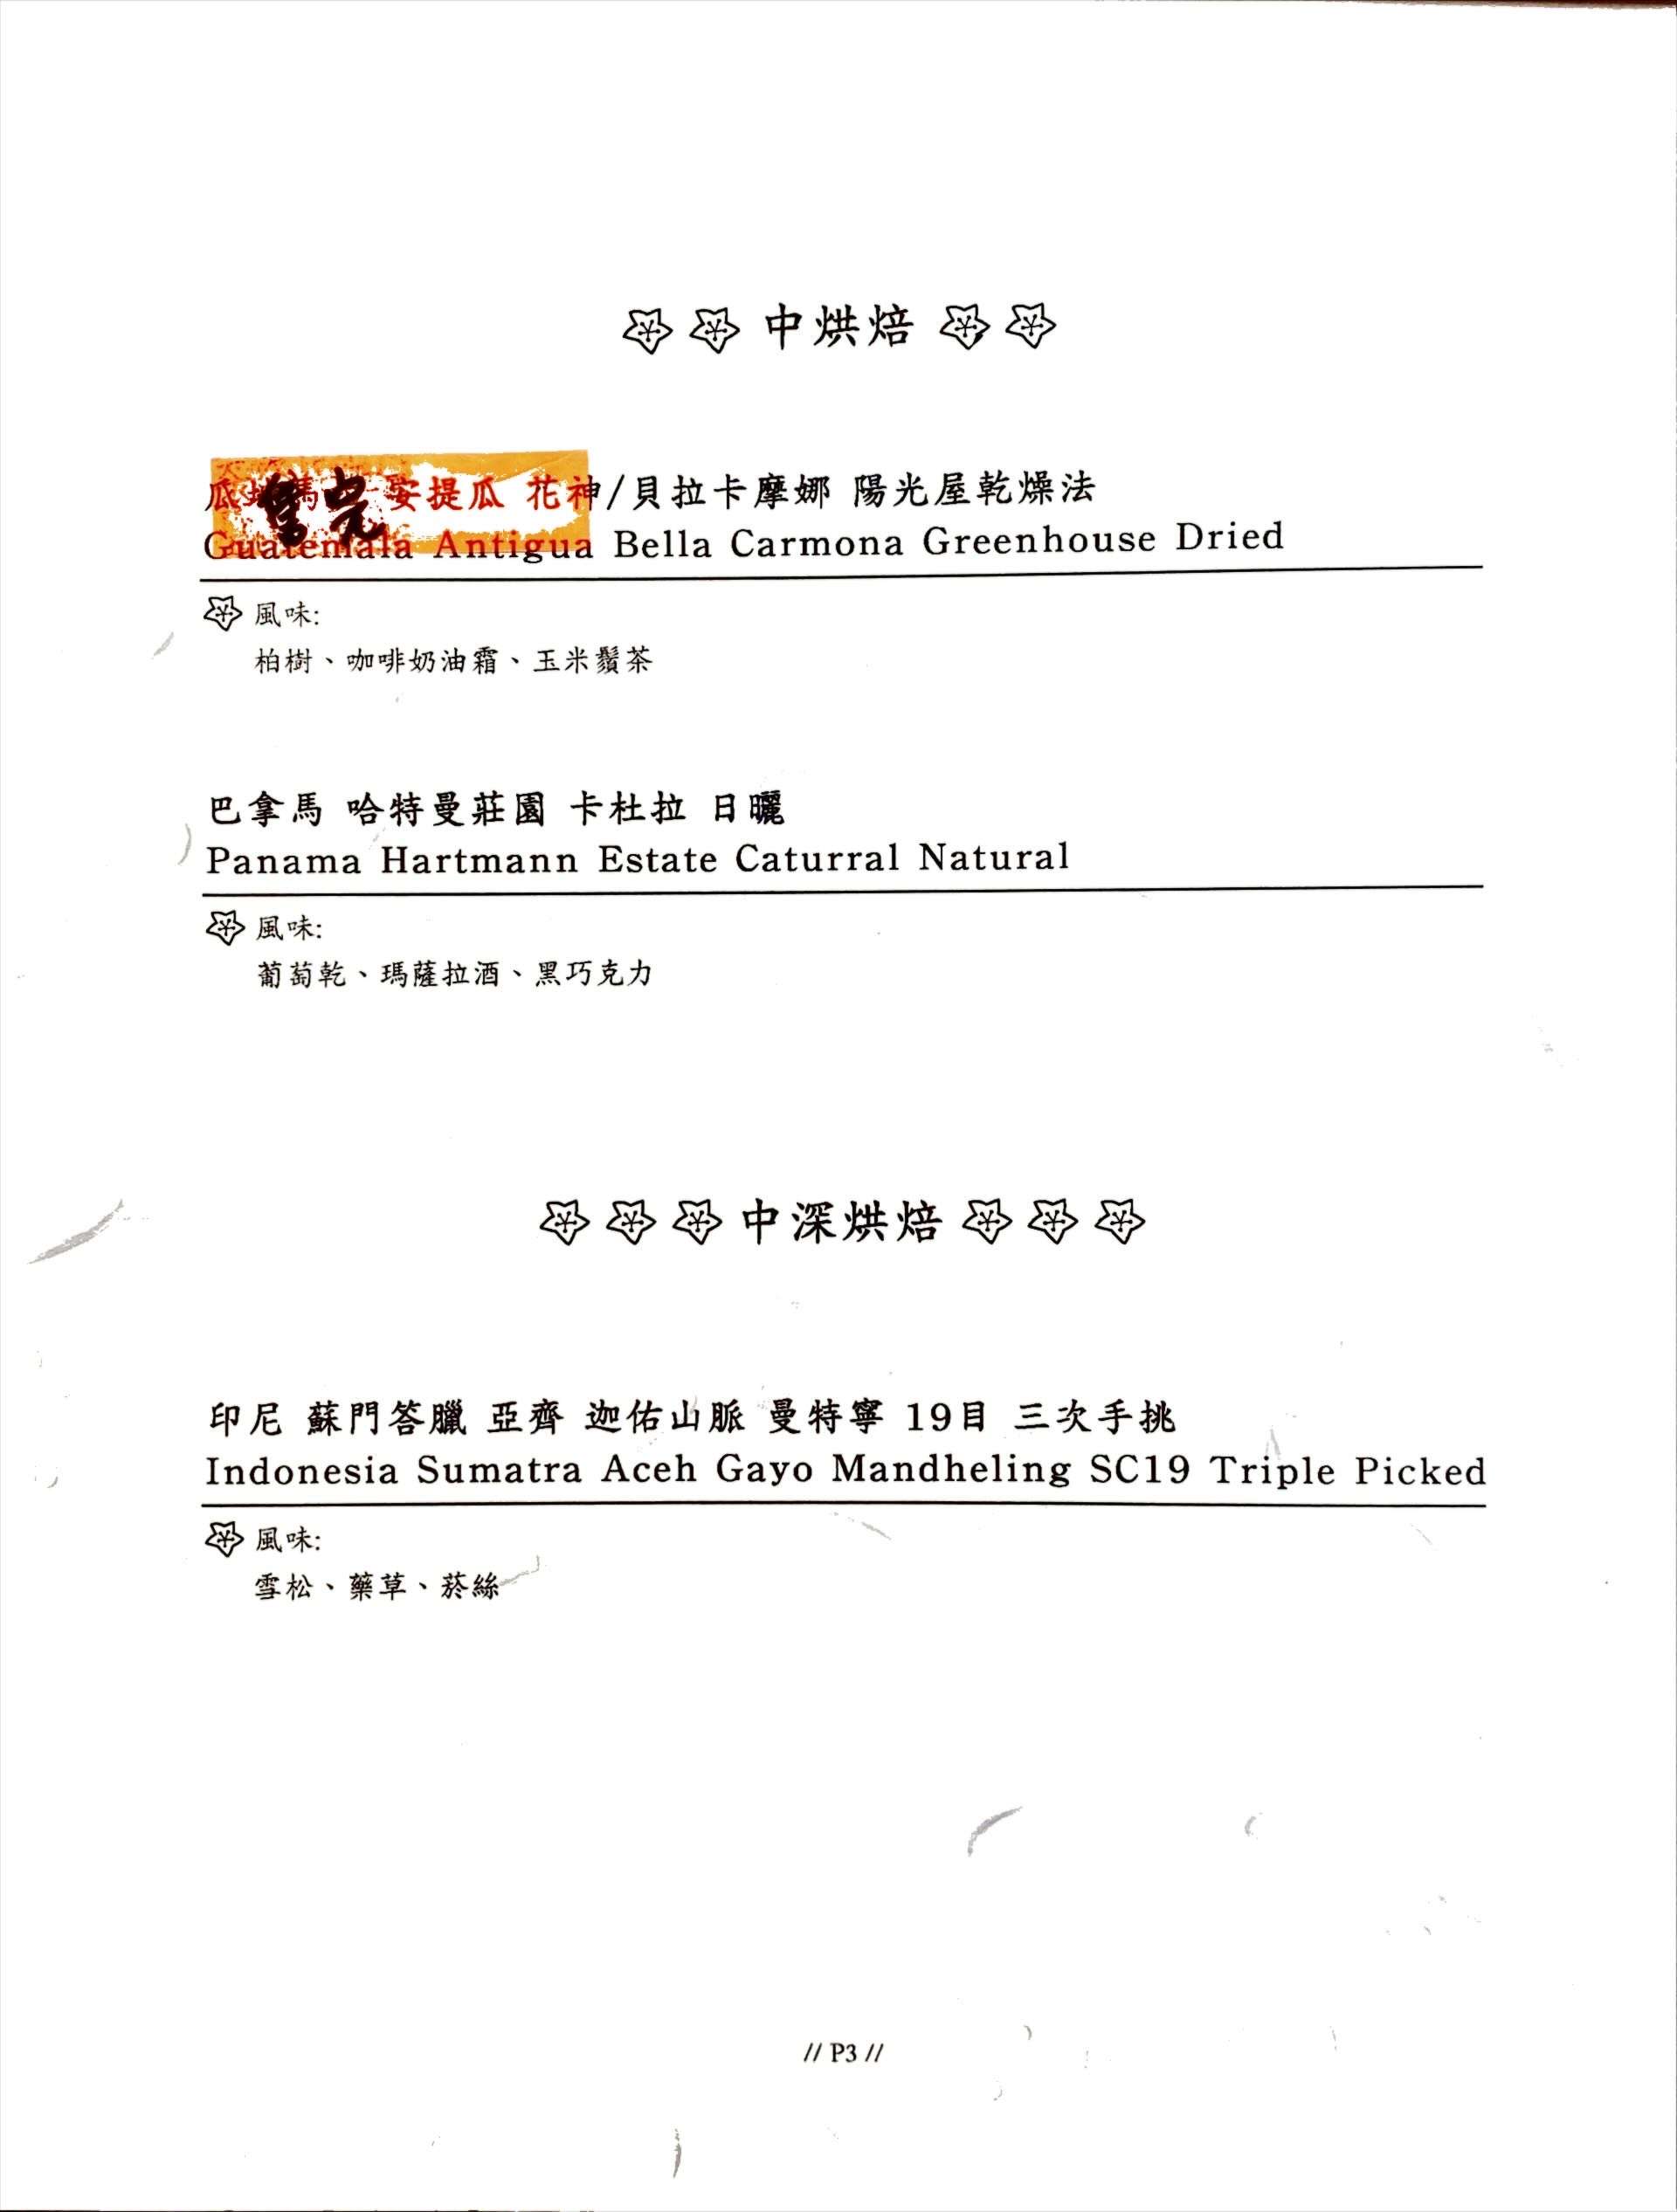 中烘焙
售完
瓜地馬拉 安提瓜 花神/貝拉卡摩娜 陽光屋乾燥法
Guatemala Antigua Bella Carmona Greenhouse Dried
風味:
柏樹、咖啡奶油霜、玉米鬚茶
巴拿馬 哈特曼莊園 卡杜拉 日曬
Panama Hartmann Estate Caturral Natural
風味:
葡萄乾、瑪薩拉酒、黑巧克力
中深烘焙
印尼 蘇門答臘 亞齊 迦佑山脈 曼特寧 19目 三次手挑
Indonesia Sumatra Aceh Gayo Mandheling SC19 Triple Picked
風味:
雪松、藥草、菸絲
// P3 //